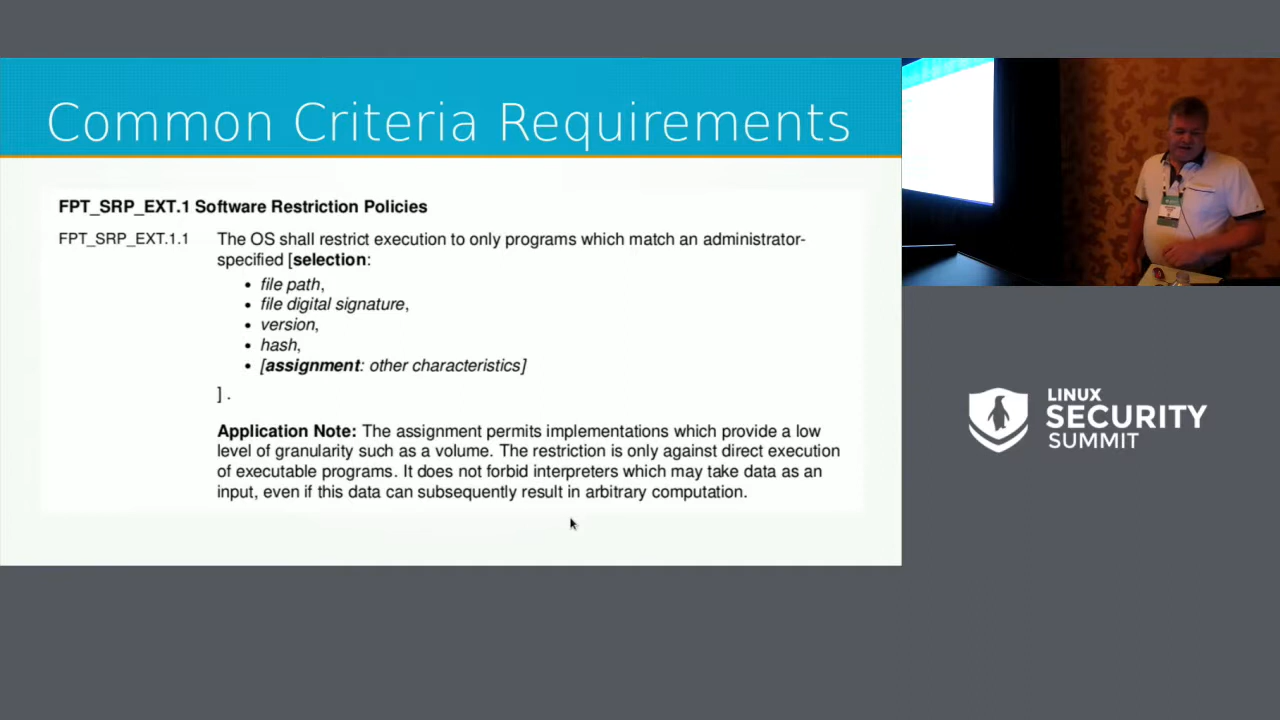 Common Criteria Requirements
FPT_SRP_EXT.1 Software Restriction Policies
FPT_SRP_EXT.1.1 The OS shall restrict execution to only programs which match an administrator-
specified [selection:
• file path,
• file digital signature,
• version,
• hash,
• [assignment: other characteristics]
] .
Application Note: The assignment permits implementations which provide a low
level of granularity such as a volume. The restriction is only against direct execution
of executable programs. It does not forbid interpreters which may take data as an
input, even if this data can subsequently result in arbitrary computation.
LINUX
SECURITY
SUMMIT